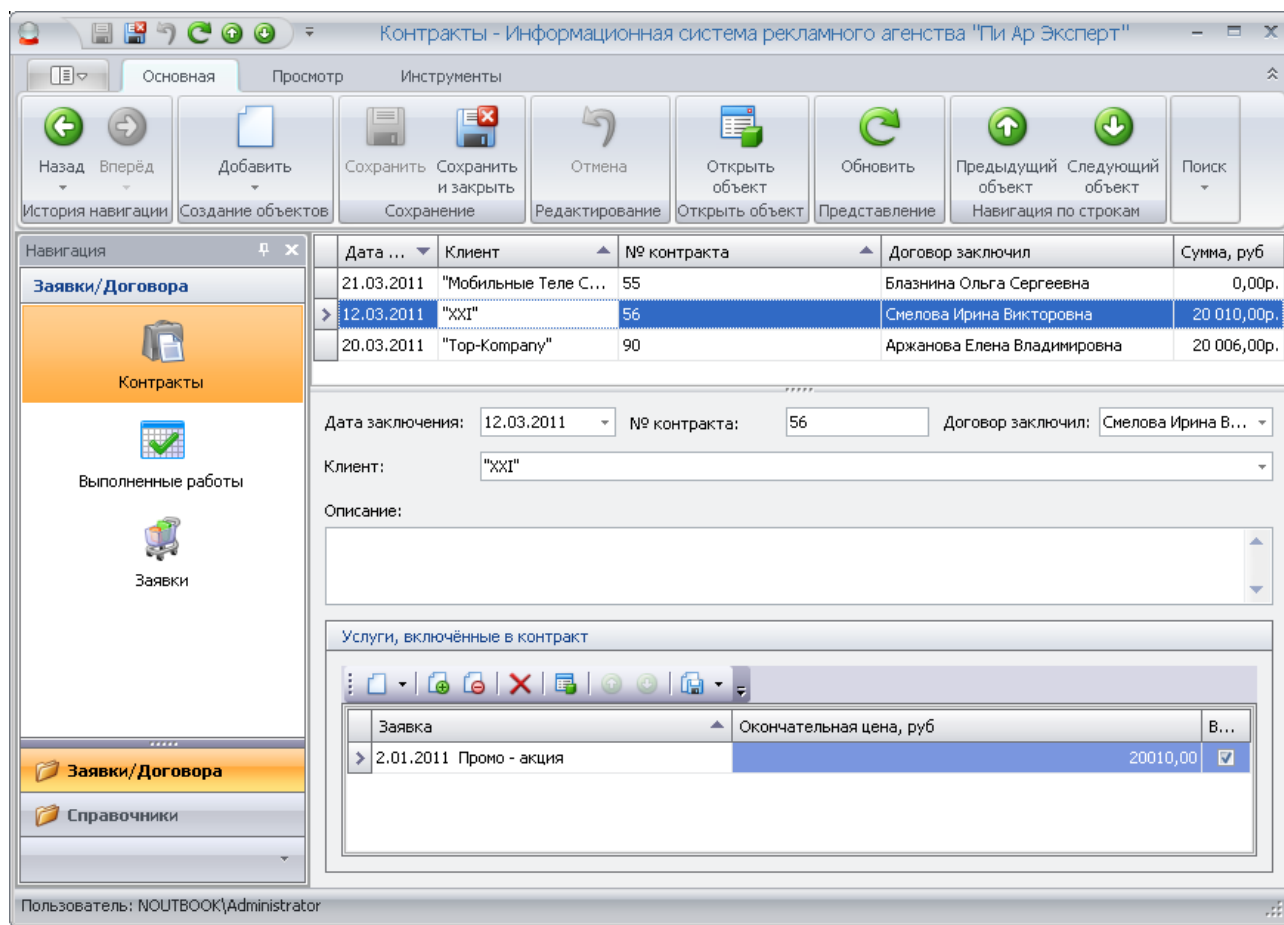 Контракты - Информационная система рекламного агенства "Пи Ар Эксперт"
Основная Просмотр Инструменты
Назад Вперёд Добавить Сохранить Сохранить и закрыть Отмена Открыть объект Обновить Предыдущий объект Следующий объект Поиск
История навигации Создание объектов Сохранение Редактирование Открыть объект Представление Навигация по строкам
Навигация
Заявки/Договора
Контракты
Выполненные работы
Заявки
Заявки/Договора
Справочники
Дата ... Клиент № контракта Договор заключил Сумма, руб
21.03.2011 "Мобильные Теле С... 55 Блазнина Ольга Сергеевна 0,00р.
12.03.2011 "XXI" 56 Смелова Ирина Викторовна 20 010,00р.
20.03.2011 "Top-Kompany" 90 Аржанова Елена Владимировна 20 006,00р.
Дата заключения: 12.03.2011 № контракта: 56 Договор заключил: Смелова Ирина В...
Клиент: "XXI"
Описание:
Услуги, включённые в контракт
Заявка Окончательная цена, руб В...
2.01.2011 Промо - акция 20010,00
Пользователь: NOUTBOOK\Administrator